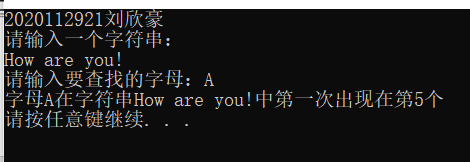 2020112921刘欣豪
请输入一个字符串：
How are you!
请输入要查找的字母：A
字母A在字符串How are you!中第一次出现在第5个
请按任意键继续. . .